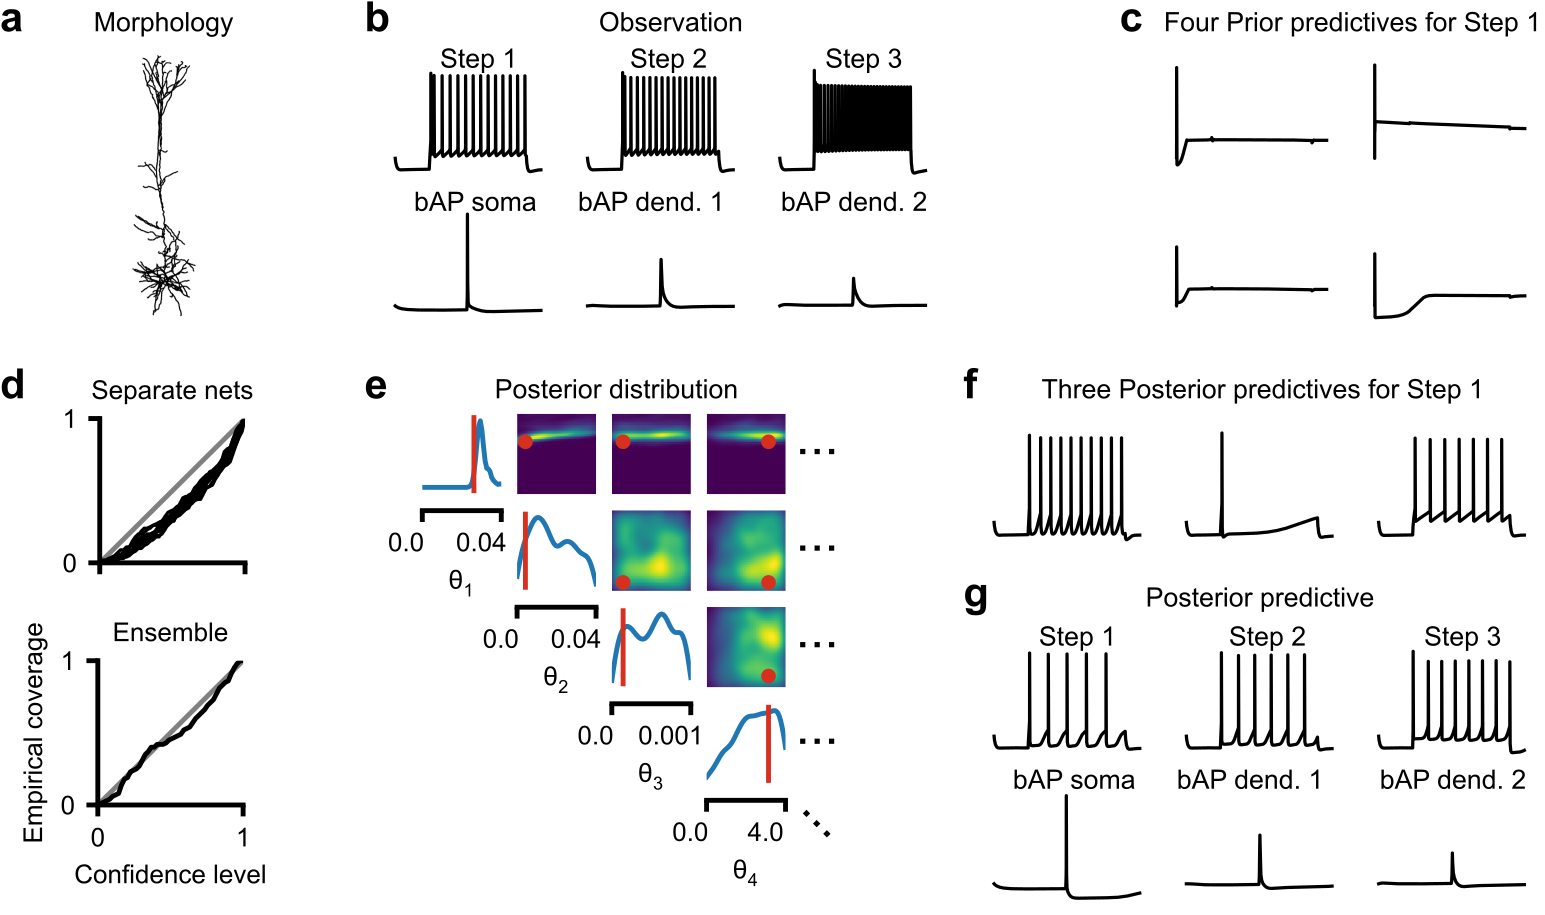 a Morphology
b Observation
Step 1 Step 2 Step 3
bAP soma bAP dend. 1 bAP dend. 2
c Four Prior predictives for Step 1
d Separate nets
1
0
Ensemble
1
0
0 1
Empirical coverage
Confidence level
e Posterior distribution
...
0.0 0.04
θ1
...
0.0 0.04
θ2
...
0.0 0.001
θ3
...
0.0 4.0
θ4
f Three Posterior predictives for Step 1
g Posterior predictive
Step 1 Step 2 Step 3
bAP soma bAP dend. 1 bAP dend. 2